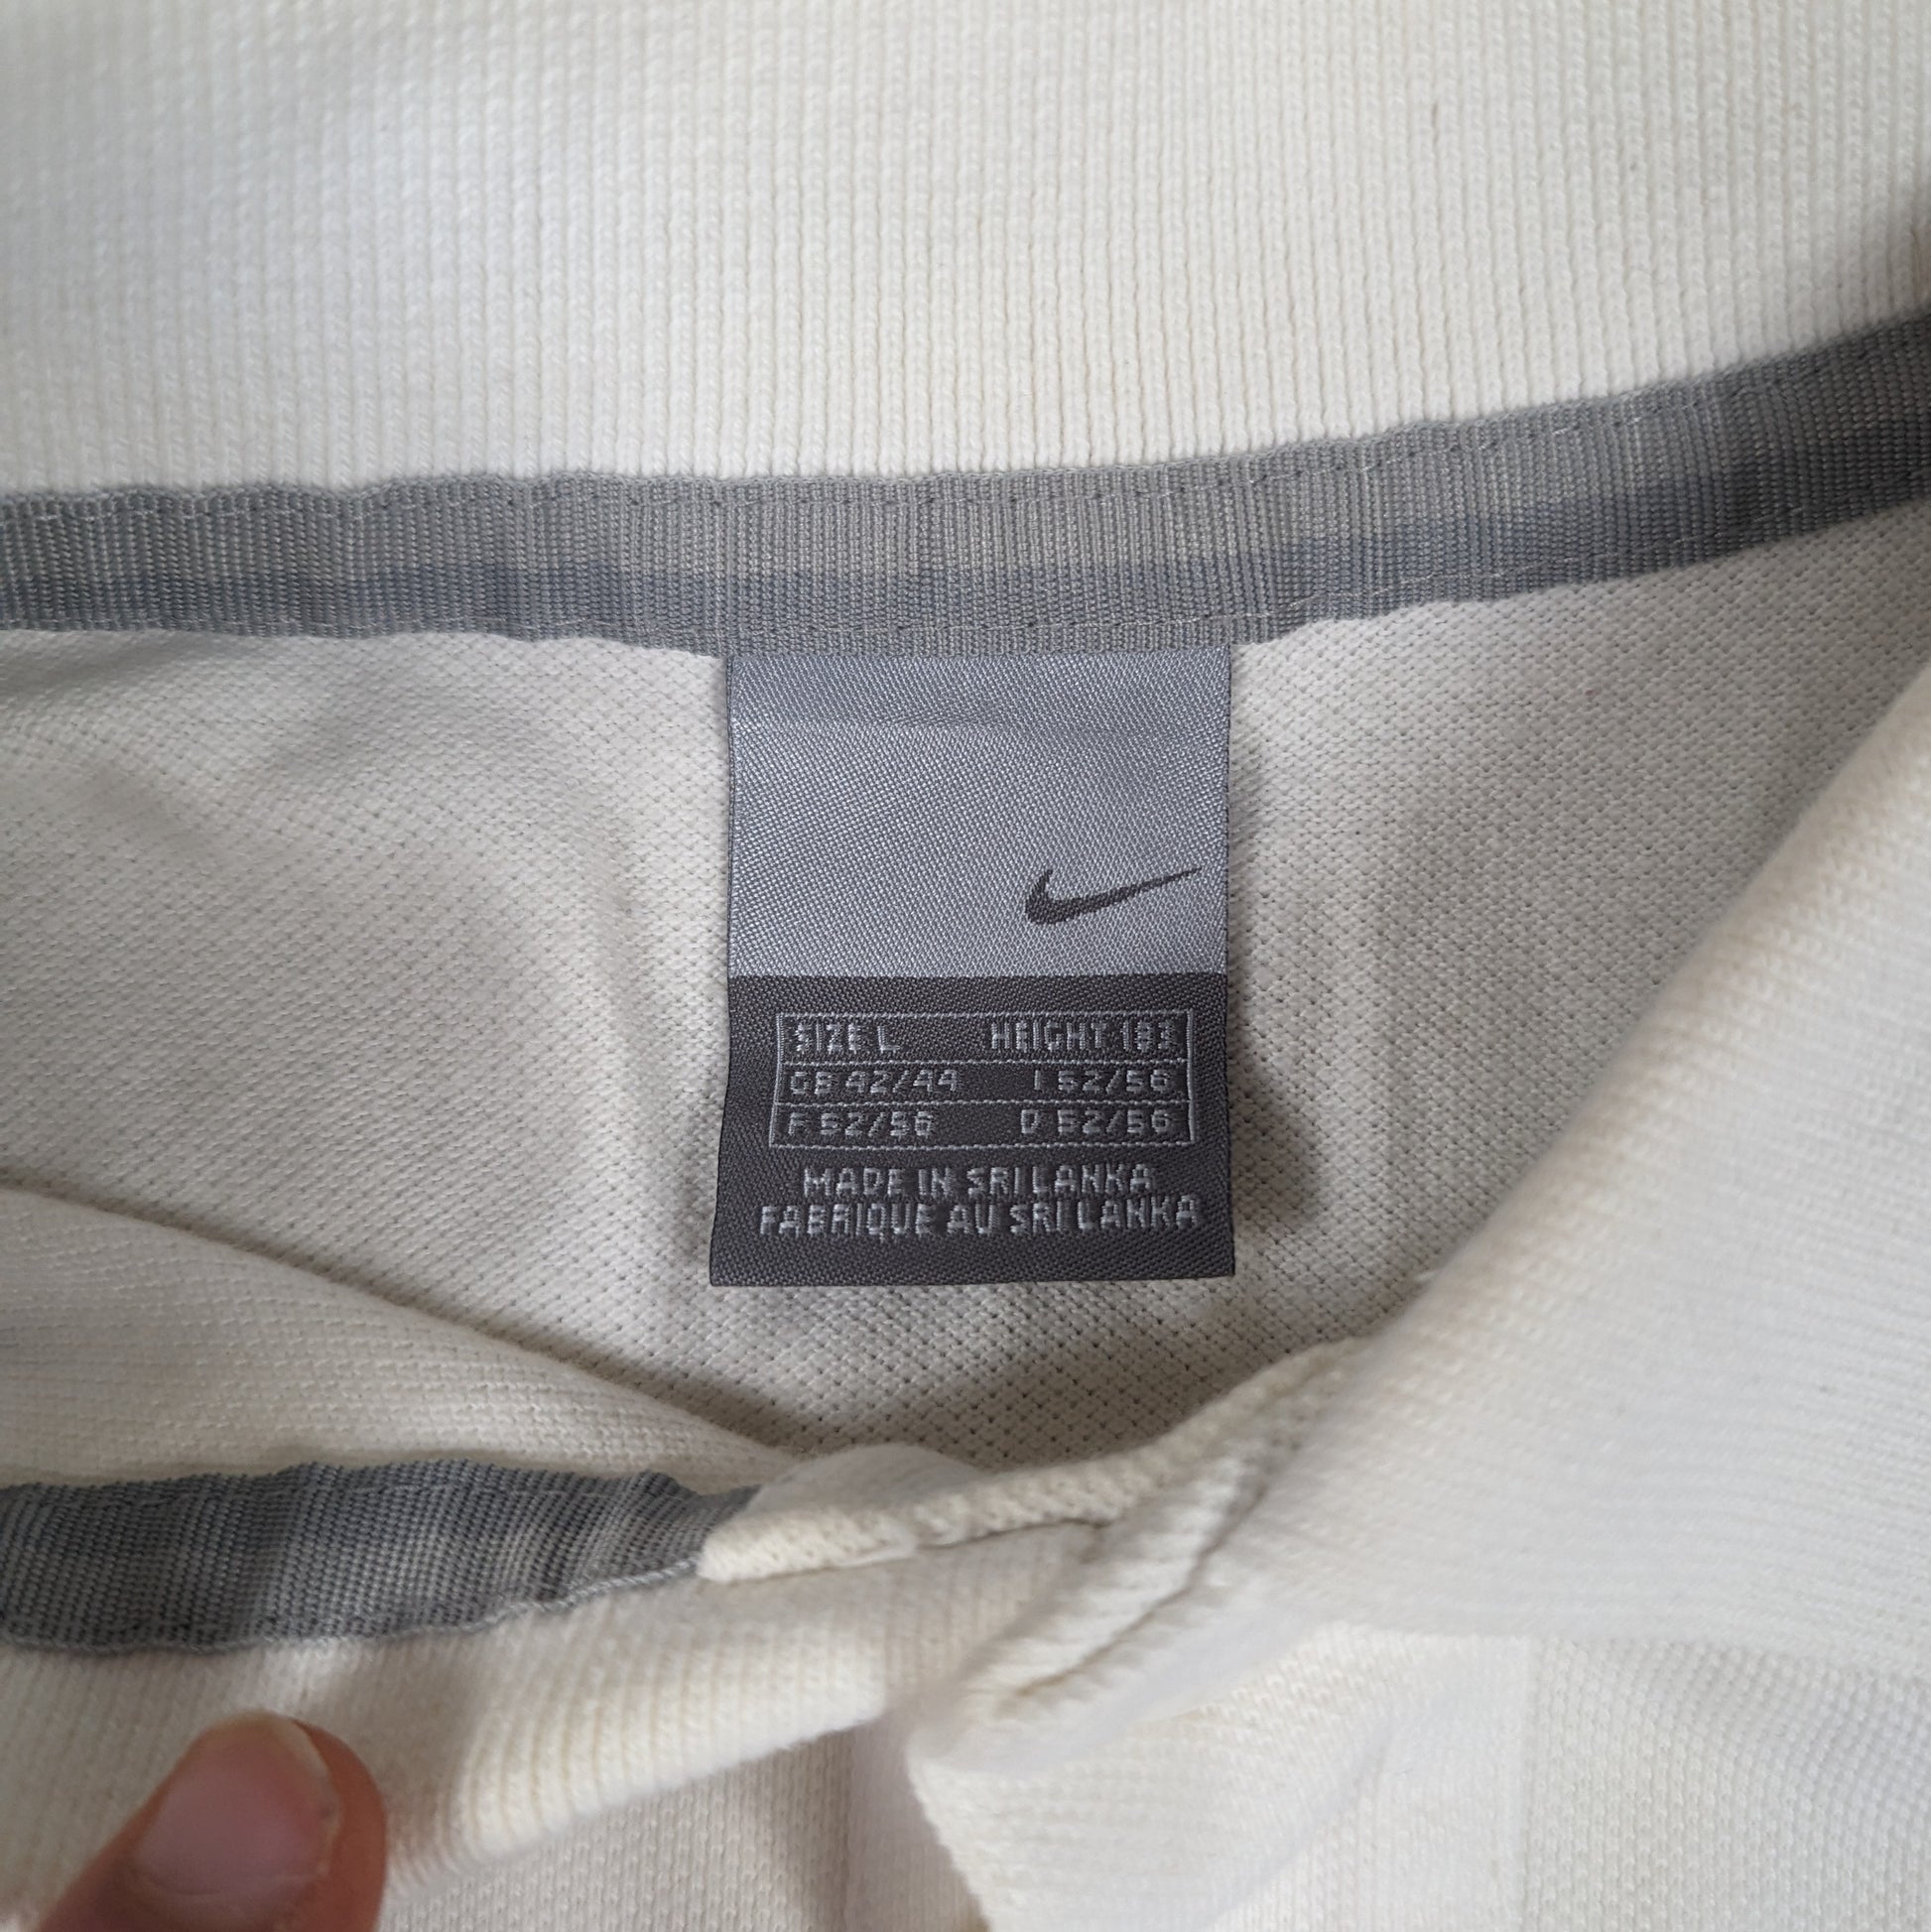 SIZE L HEIGHT 183
GB 42/44 I 52/56
F 52/56 D 52/56
MADE IN SRI LANKA
FABRIQUE AU SRI LANKA